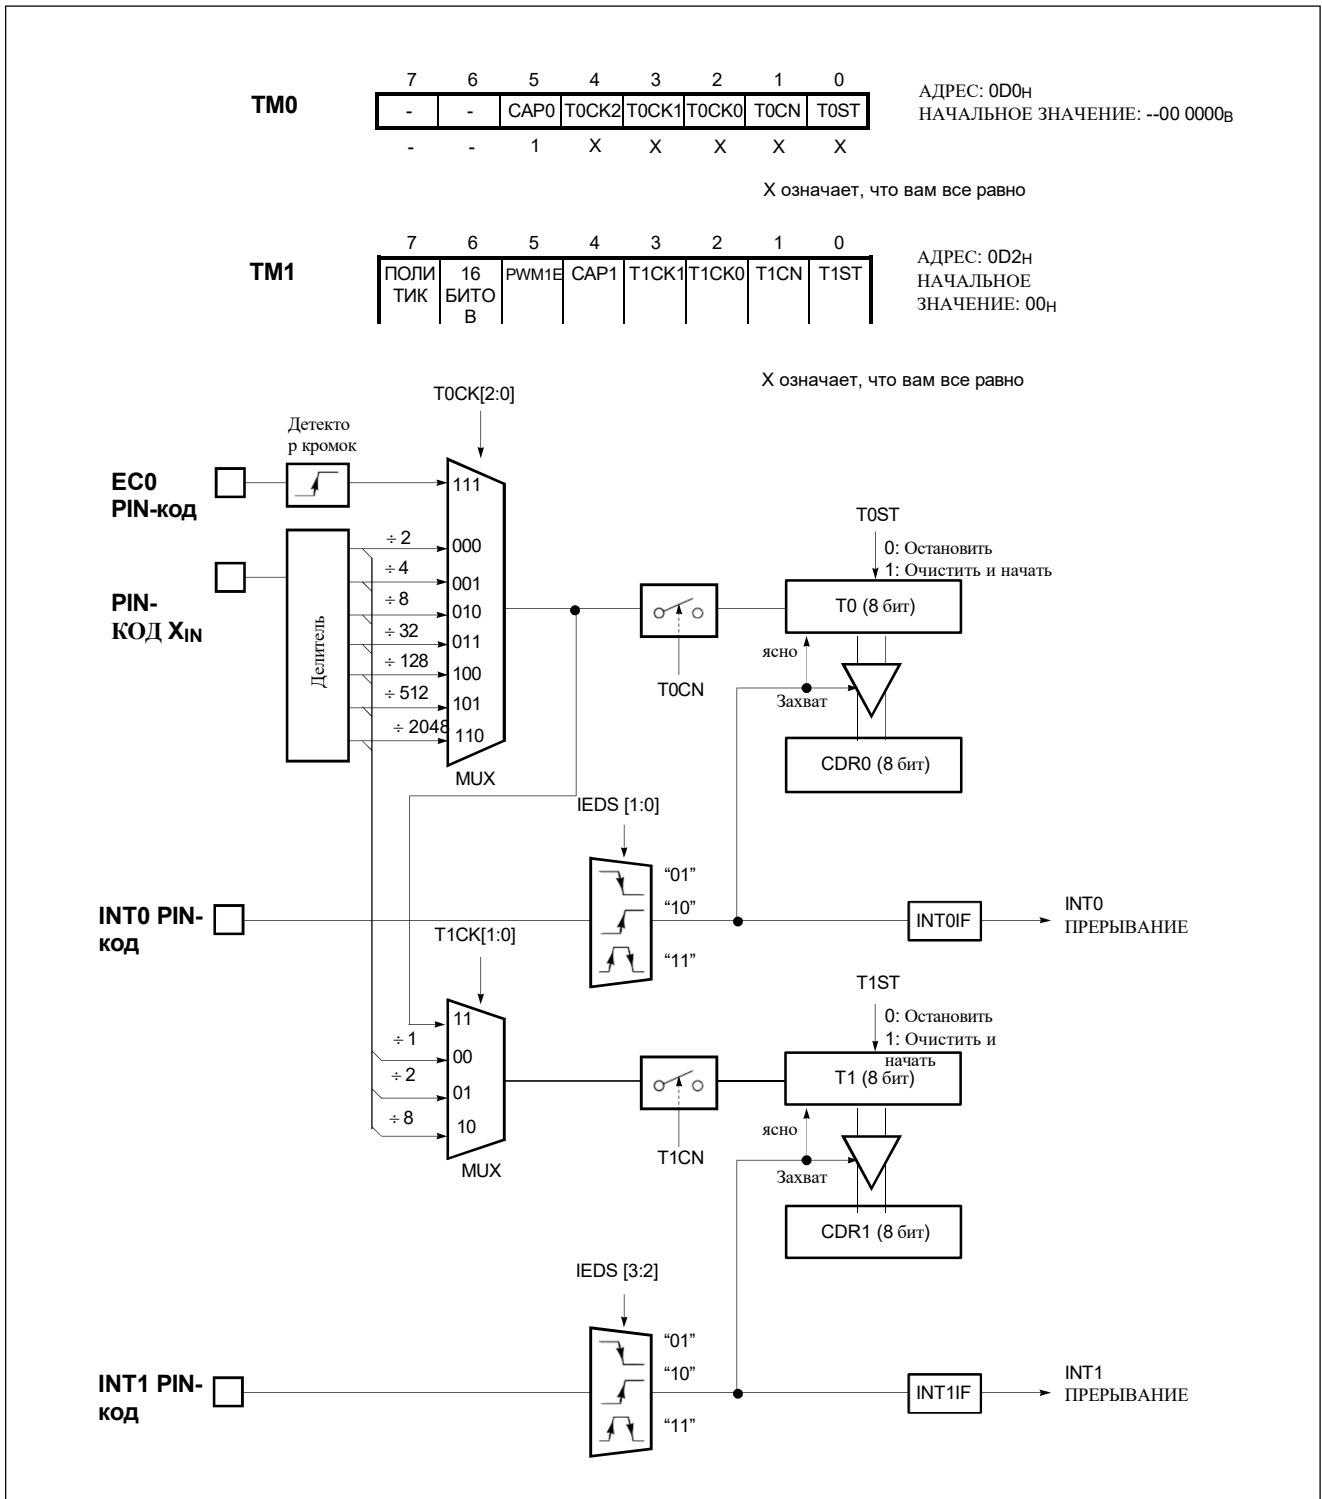 7 6 5 4 3 2 1 0
TM0
- - CAP0 T0CK2 T0CK1 T0CK0 T0CN T0ST
- - 1 X X X X X
АДРЕС: 0D0H
НАЧАЛЬНОЕ ЗНАЧЕНИЕ: --00 0000B
X означает, что вам все равно
7 6 5 4 3 2 1 0
TM1
ПОЛИ
ТИК
16
БИТО
В
PWM1E CAP1 T1CK1 T1CK0 T1CN T1ST
АДРЕС: 0D2H
НАЧАЛЬНОЕ
ЗНАЧЕНИЕ: 00H
X означает, что вам все равно
T0CK[2:0]
Детекто
р кромок
EC0
PIN-код
111
÷ 2
000
÷ 4
001
÷ 8
010
÷ 32
011
÷ 128
100
÷ 512
101
÷ 2048
110
PIN-
КОД XIN
Делитель
MUX
T0CN
T0ST
0: Остановить
1: Очистить и начать
T0 (8 бит)
ясно
Захват
CDR0 (8 бит)
IEDS [1:0]
"01"
"10"
"11"
INT0 PIN-
код
INT0IF
INT0
ПРЕРЫВАНИЕ
T1CK[1:0]
11
÷ 1
00
÷ 2
01
÷ 8
10
MUX
T1CN
T1ST
0: Остановить
1: Очистить и
начать
T1 (8 бит)
ясно
Захват
CDR1 (8 бит)
IEDS [3:2]
"01"
"10"
"11"
INT1 PIN-
код
INT1IF
INT1
ПРЕРЫВАНИЕ